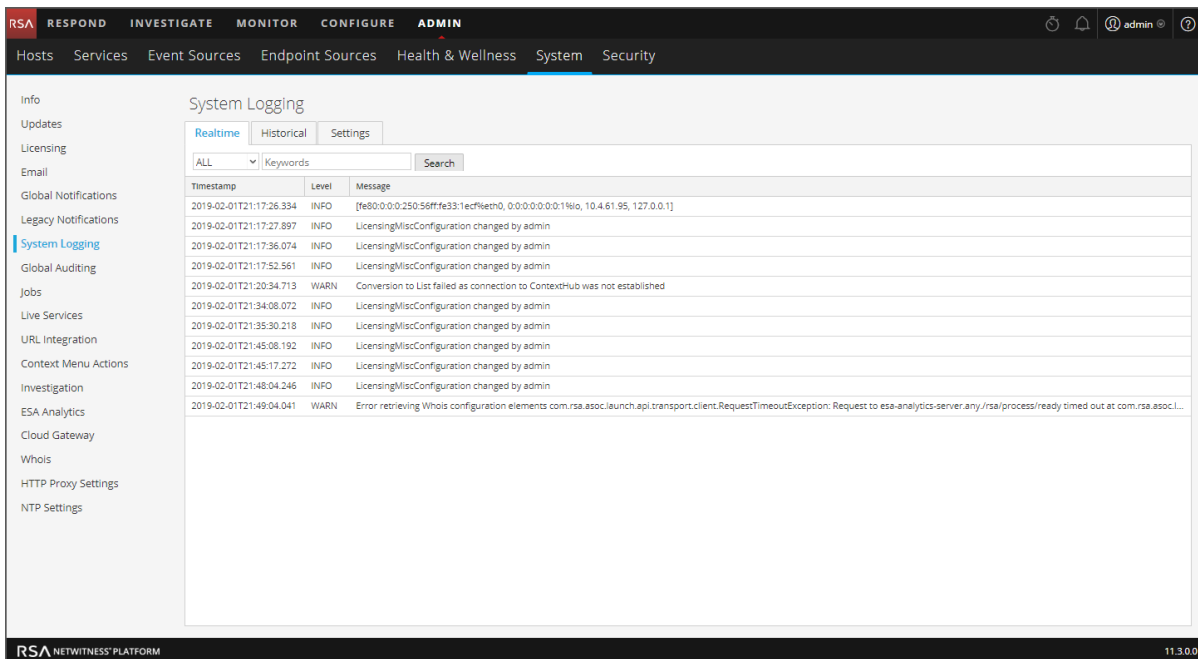 RSA RESPOND INVESTIGATE MONITOR CONFIGURE ADMIN admin
Hosts Services Event Sources Endpoint Sources Health & Wellness System Security
Info
Updates
Licensing
Email
Global Notifications
Legacy Notifications
System Logging
Global Auditing
Jobs
Live Services
URL Integration
Context Menu Actions
Investigation
ESA Analytics
Cloud Gateway
Whois
HTTP Proxy Settings
NTP Settings
System Logging
Realtime Historical Settings
ALL Keywords Search
Timestamp Level Message
2019-02-01T21:17:26.334 INFO [fe80:0:0:0:250:56ff:fe33:1ecf%eth0, 0:0:0:0:0:0:0:1%lo, 10.4.61.95, 127.0.0.1]
2019-02-01T21:17:27.897 INFO LicensingMiscConfiguration changed by admin
2019-02-01T21:17:36.074 INFO LicensingMiscConfiguration changed by admin
2019-02-01T21:17:52.561 INFO LicensingMiscConfiguration changed by admin
2019-02-01T21:20:34.713 WARN Conversion to List failed as connection to ContextHub was not established
2019-02-01T21:34:08.072 INFO LicensingMiscConfiguration changed by admin
2019-02-01T21:35:30.218 INFO LicensingMiscConfiguration changed by admin
2019-02-01T21:45:08.192 INFO LicensingMiscConfiguration changed by admin
2019-02-01T21:45:17.272 INFO LicensingMiscConfiguration changed by admin
2019-02-01T21:48:04.246 INFO LicensingMiscConfiguration changed by admin
2019-02-01T21:49:04.041 WARN Error retrieving Whois configuration elements com.rsa.asoc.launch.api.transport.client.RequestTimeoutException: Request to esa-analytics-server.any./rsa/process/ready timed out at com.rsa.asoc.l...
RSA NETWITNESS® PLATFORM 11.3.0.0